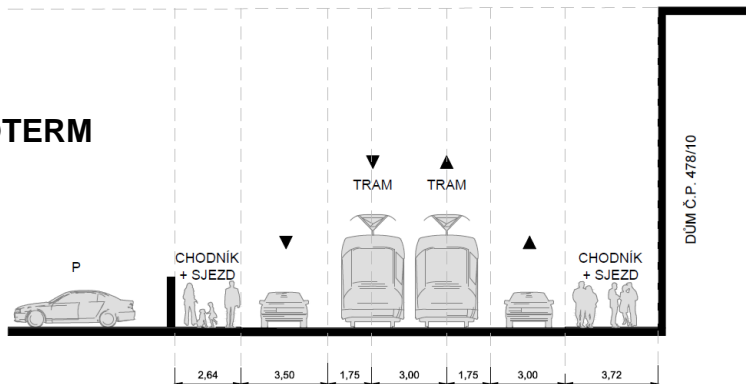 OTERM
TRAM TRAM
DŮM Č.P. 478/10
P
CHODNÍK
+ SJEZD
CHODNÍK
+ SJEZD
2,64 3,50 1,75 3,00 1,75 3,00 3,72